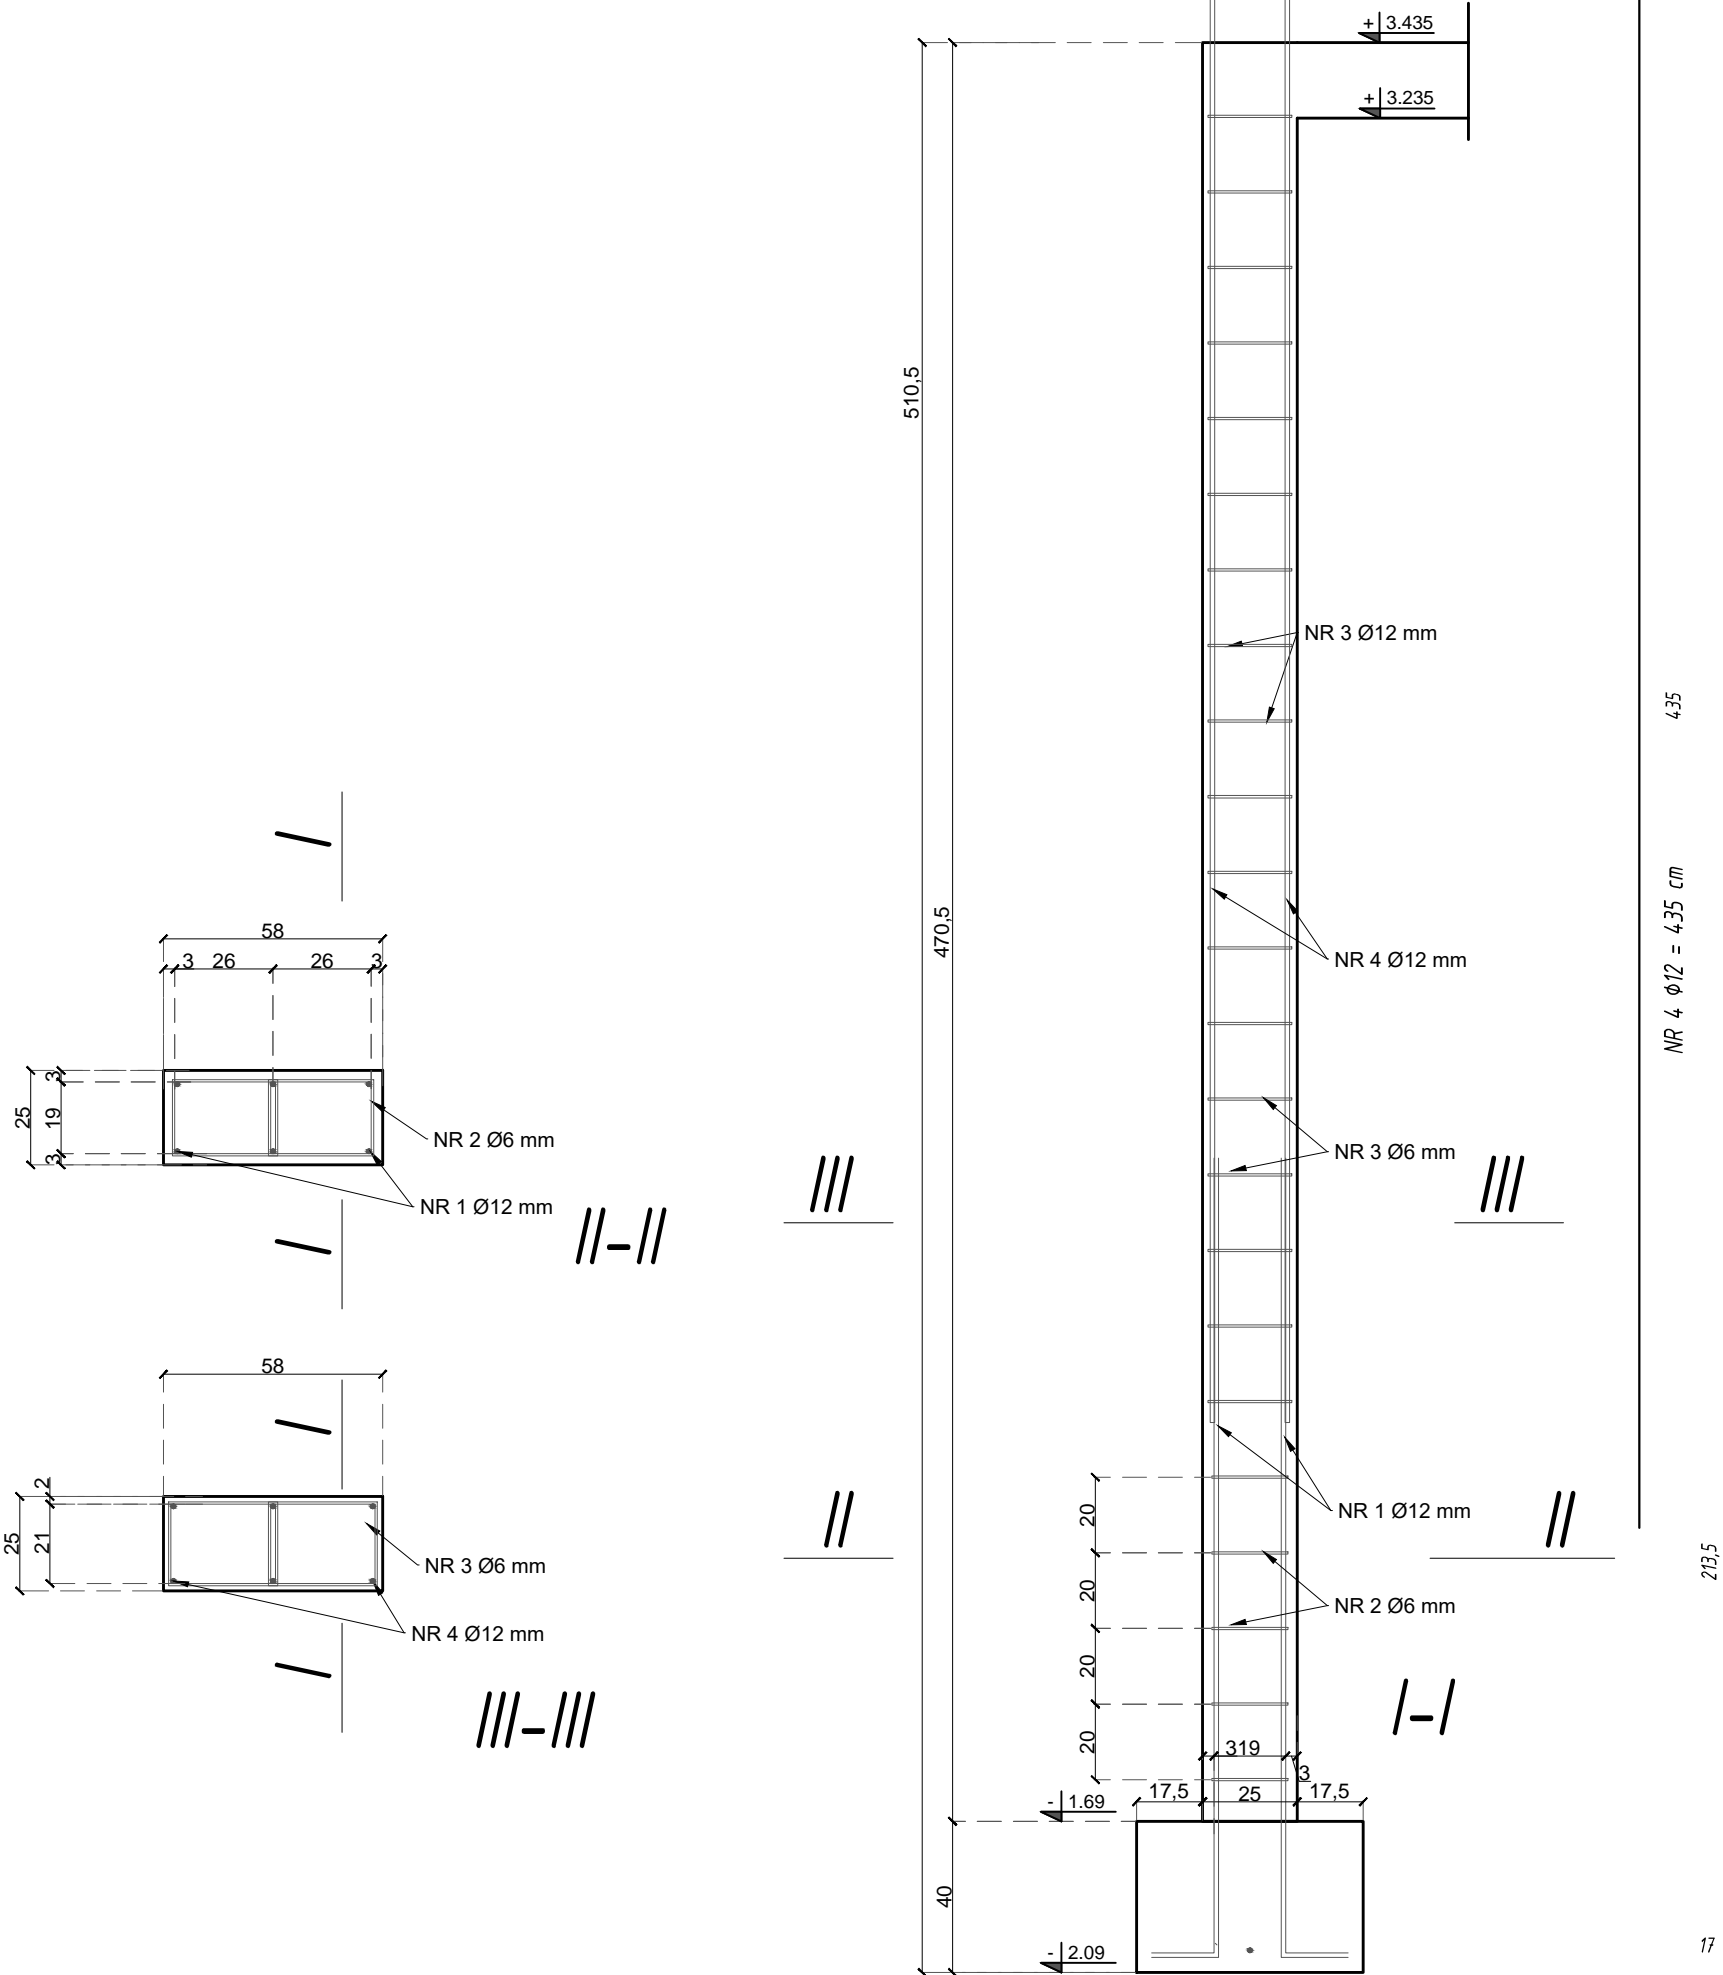 + 3.435
+ 3.235
510,5
NR 3 Ø12 mm
435
NR 4 ϕ12 = 435 cm
I
58
3 26 26 3
470,5
NR 4 Ø12 mm
3
19
3
25
NR 2 Ø6 mm
NR 1 Ø12 mm
NR 3 Ø6 mm
III
III
II-II
I
58
I
2
21
25
NR 3 Ø6 mm
NR 4 Ø12 mm
II
II
NR 1 Ø12 mm
213,5
20
20
20
20
NR 2 Ø6 mm
I
III-III
I-I
319
3
17,5 25 17,5
- 1.69
40
- 2.09
17